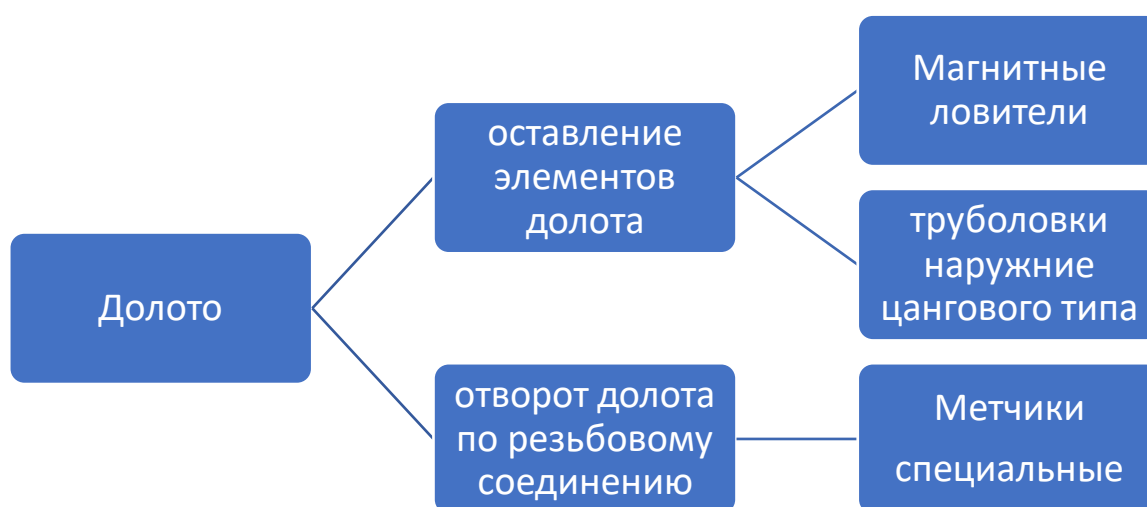 Долото
оставление
элементов
долота
Магнитные
ловители
труболовки
наружние
цангового типа
отворот долота
по резьбовому
соединению
Метчики
специальные